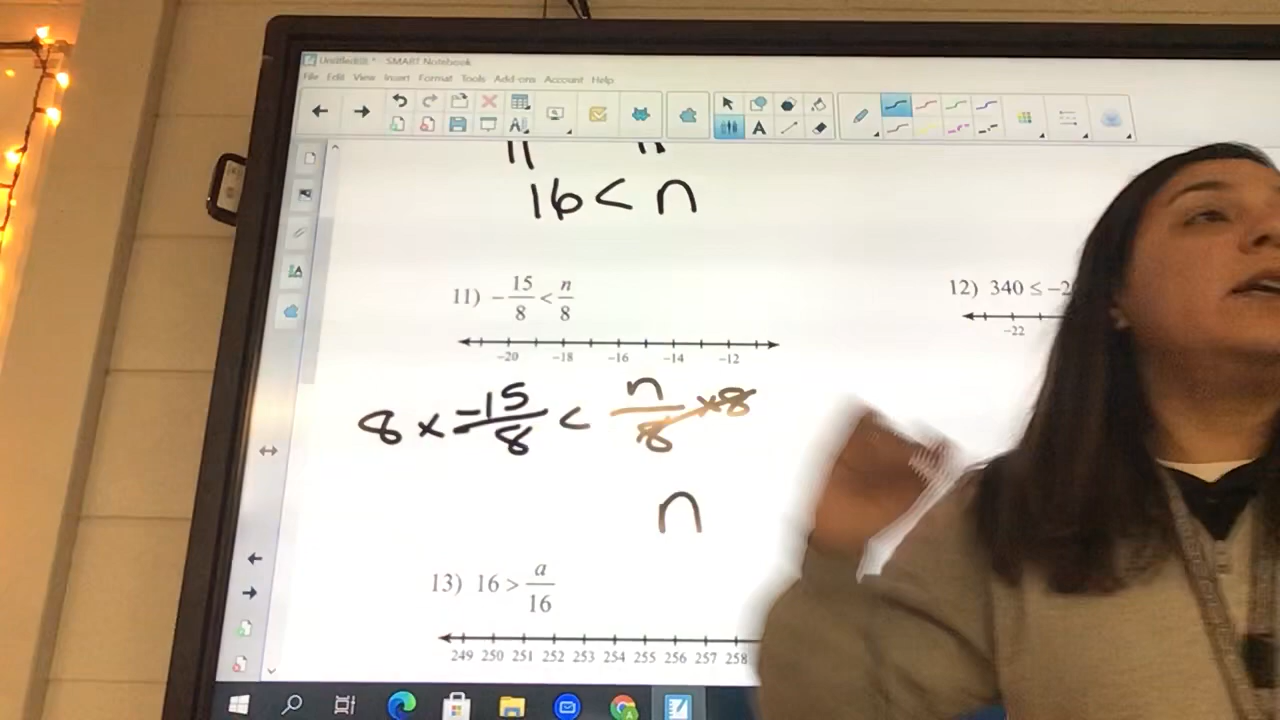 Untitled * - SMART Notebook
File Edit View Insert Format Tools Add-ons Account Help
16 < n
11) - 15/8 < n/8
-20 -18 -16 -14 -12
12) 340 ≤ -2
-22
8 × -15/8 < n/8 ×8
n
13) 16 > a/16
249 250 251 252 253 254 255 256 257 258